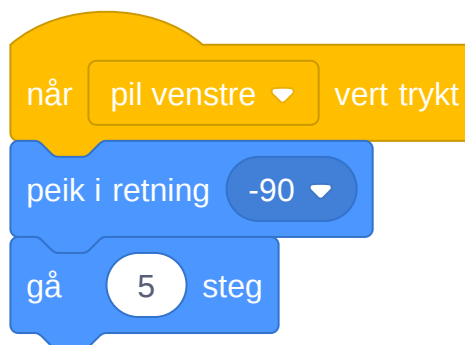 når pil venstre vert trykt
peik i retning -90
gå 5 steg